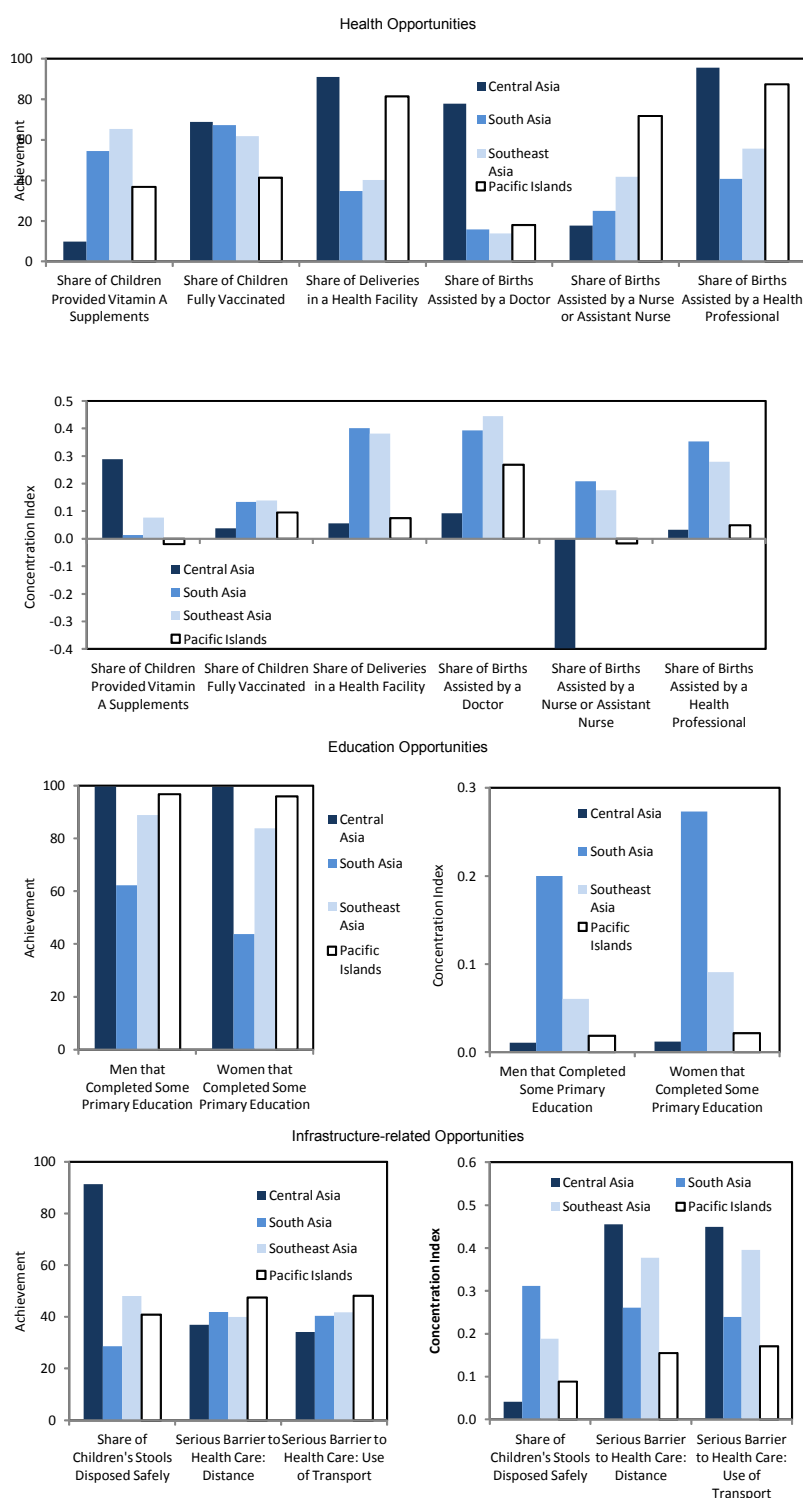 Health Opportunities
100
80
60
40
20
0
Achievement
Central Asia
South Asia
Southeast
Asia
Pacific Islands
Share of Children
Provided Vitamin A
Supplements
Share of Children
Fully Vaccinated
Share of Deliveries
in a Health Facility
Share of Births
Assisted by a Doctor
Share of Births
Assisted by a Nurse
or Assistant Nurse
Share of Births
Assisted by a Health
Professional
0.5
0.4
0.3
0.2
0.1
0.0
-0.1
-0.2
-0.3
-0.4
Concentration Index
Central Asia
South Asia
Southeast Asia
Pacific Islands
Share of Children
Provided Vitamin
A Supplements
Share of Children
Fully Vaccinated
Share of Deliveries
in a Health Facility
Share of Births
Assisted by a
Doctor
Share of Births
Assisted by a
Nurse or Assistant
Nurse
Share of Births
Assisted by a
Health
Professional
Education Opportunities
100
80
60
40
20
0
Achievement
Central
Asia
South Asia
Southeast
Asia
Pacific
Islands
Men that
Completed Some
Primary Education
Women that
Completed Some
Primary Education
0.3
0.2
0.1
0.0
Concentration Index
Central Asia
South Asia
Southeast
Asia
Pacific
Islands
Men that Completed
Some Primary
Education
Women that
Completed Some
Primary Education
Infrastructure-related Opportunities
100
80
60
40
20
0
Achievement
Central Asia
South Asia
Southeast Asia
Pacific Islands
Share of
Children's Stools
Disposed Safely
Serious Barrier to
Health Care:
Distance
Serious Barrier to
Health Care: Use
of Transport
0.6
0.5
0.4
0.3
0.2
0.1
0.0
Concentration Index
Central Asia
South Asia
Southeast Asia
Pacific Islands
Share of
Children's Stools
Disposed Safely
Serious Barrier
to Health Care:
Distance
Serious Barrier
to Health Care:
Use of
Transport